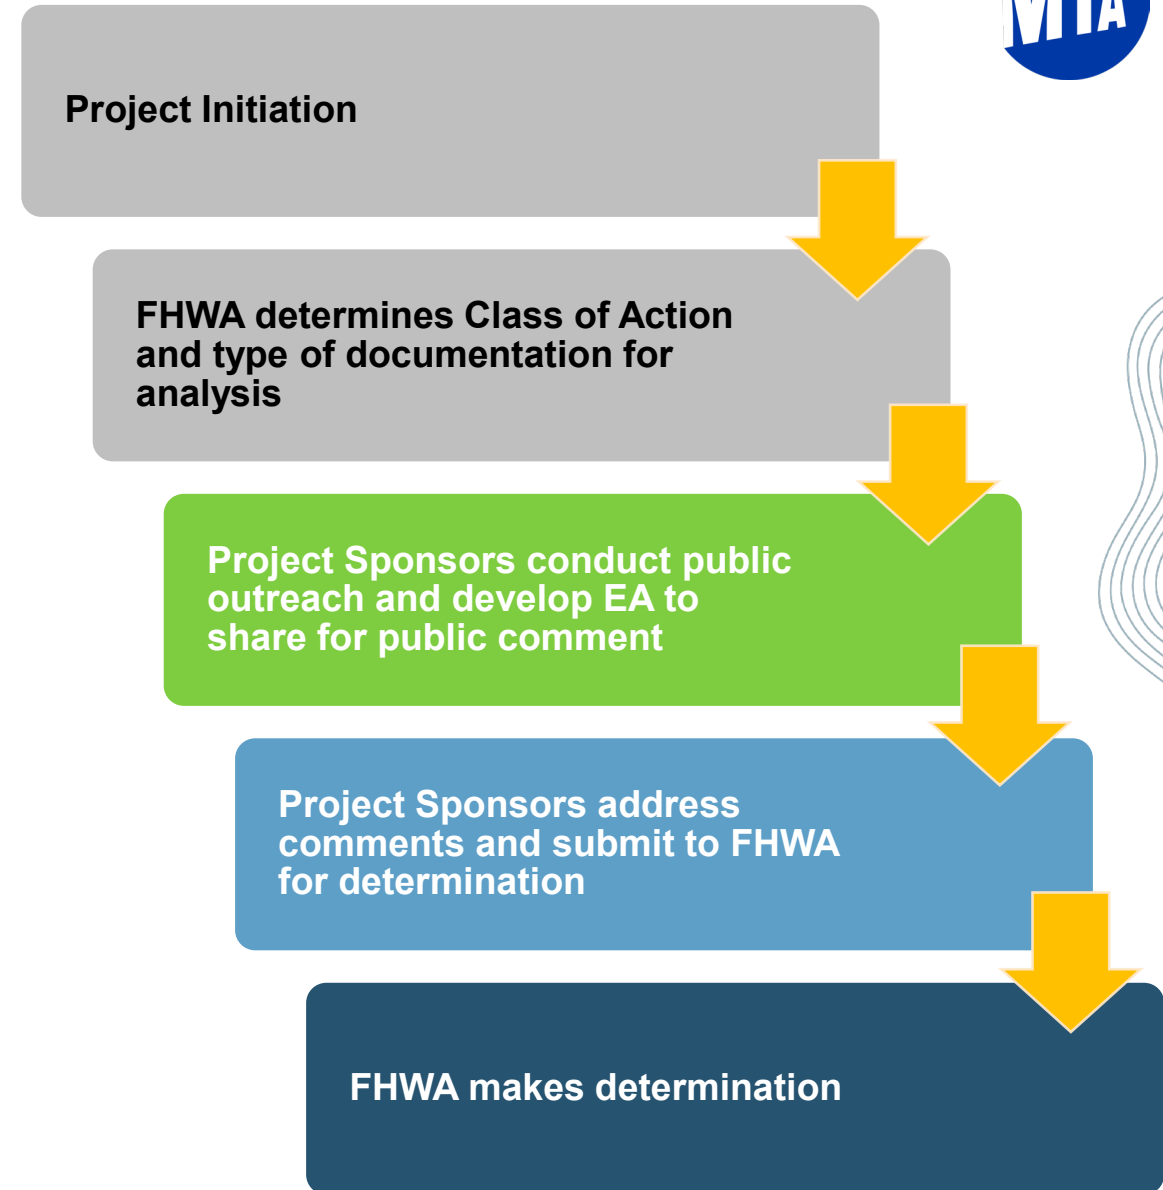 MTA
Project Initiation
FHWA determines Class of Action
and type of documentation for
analysis
Project Sponsors conduct public
outreach and develop EA to
share for public comment
Project Sponsors address
comments and submit to FHWA
for determination
FHWA makes determination